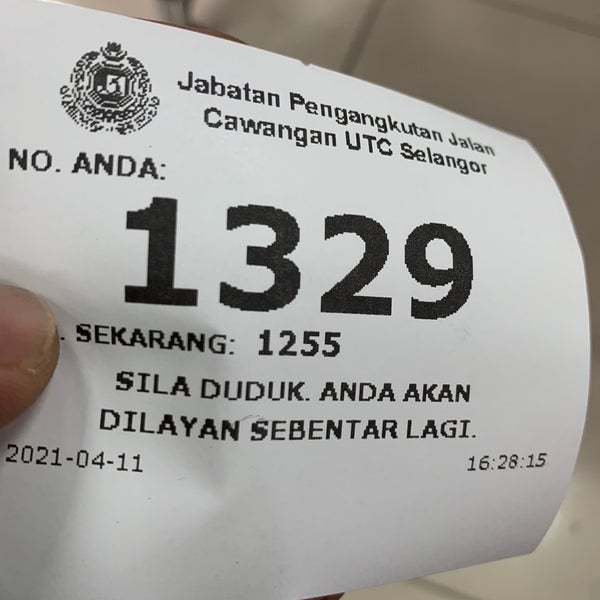 Jabatan Pengangkutan Jalan
Cawangan UTC Selangor
NO. ANDA:
1329
. SEKARANG: 1255
SILA DUDUK. ANDA AKAN
DILAYAN SEBENTAR LAGI.
2021-04-11 16:28:15